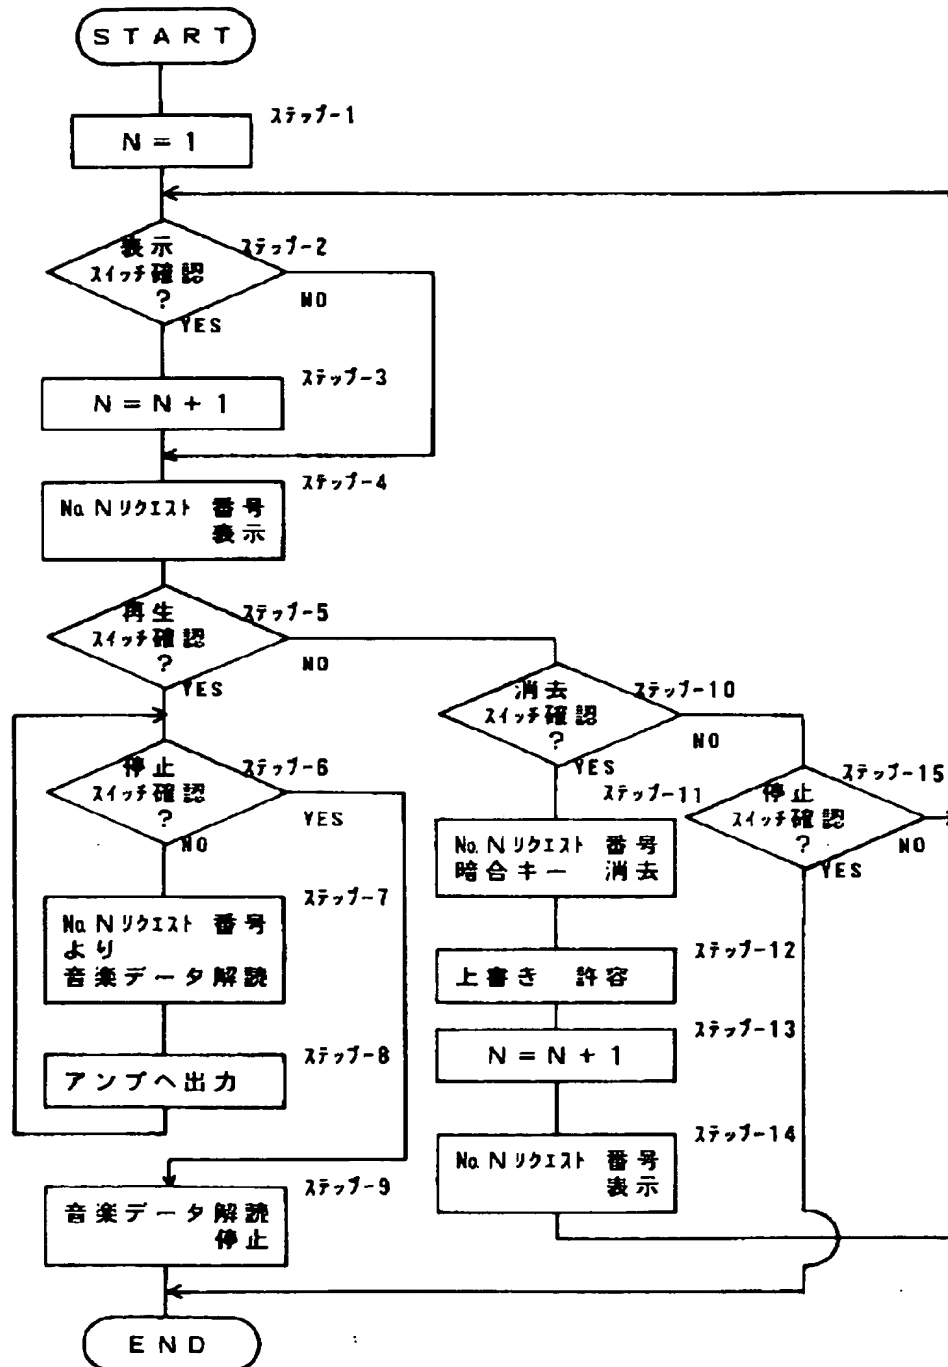 START
ステップ-1
N=1
表示
ステップ-2
スイッチ確認
?
NO
YES
ステップ-3
N=N+1
ステップ-4
No.Nリクエスト 番号
表示
再生
ステップ-5
スイッチ確認
?
NO
YES
停止
ステップ-6
スイッチ確認
?
YES
NO
ステップ-7
No.Nリクエスト 番号
より
音楽データ解読
ステップ-8
アンプへ出力
ステップ-9
音楽データ解読
停止
END
消去
ステップ-10
スイッチ確認
?
NO
YES
ステップ-11
No.Nリクエスト 番号
暗合キー 消去
ステップ-12
上書き 許容
ステップ-13
N=N+1
ステップ-14
No.Nリクエスト 番号
表示
ステップ-15
停止
スイッチ確認
?
NO
YES